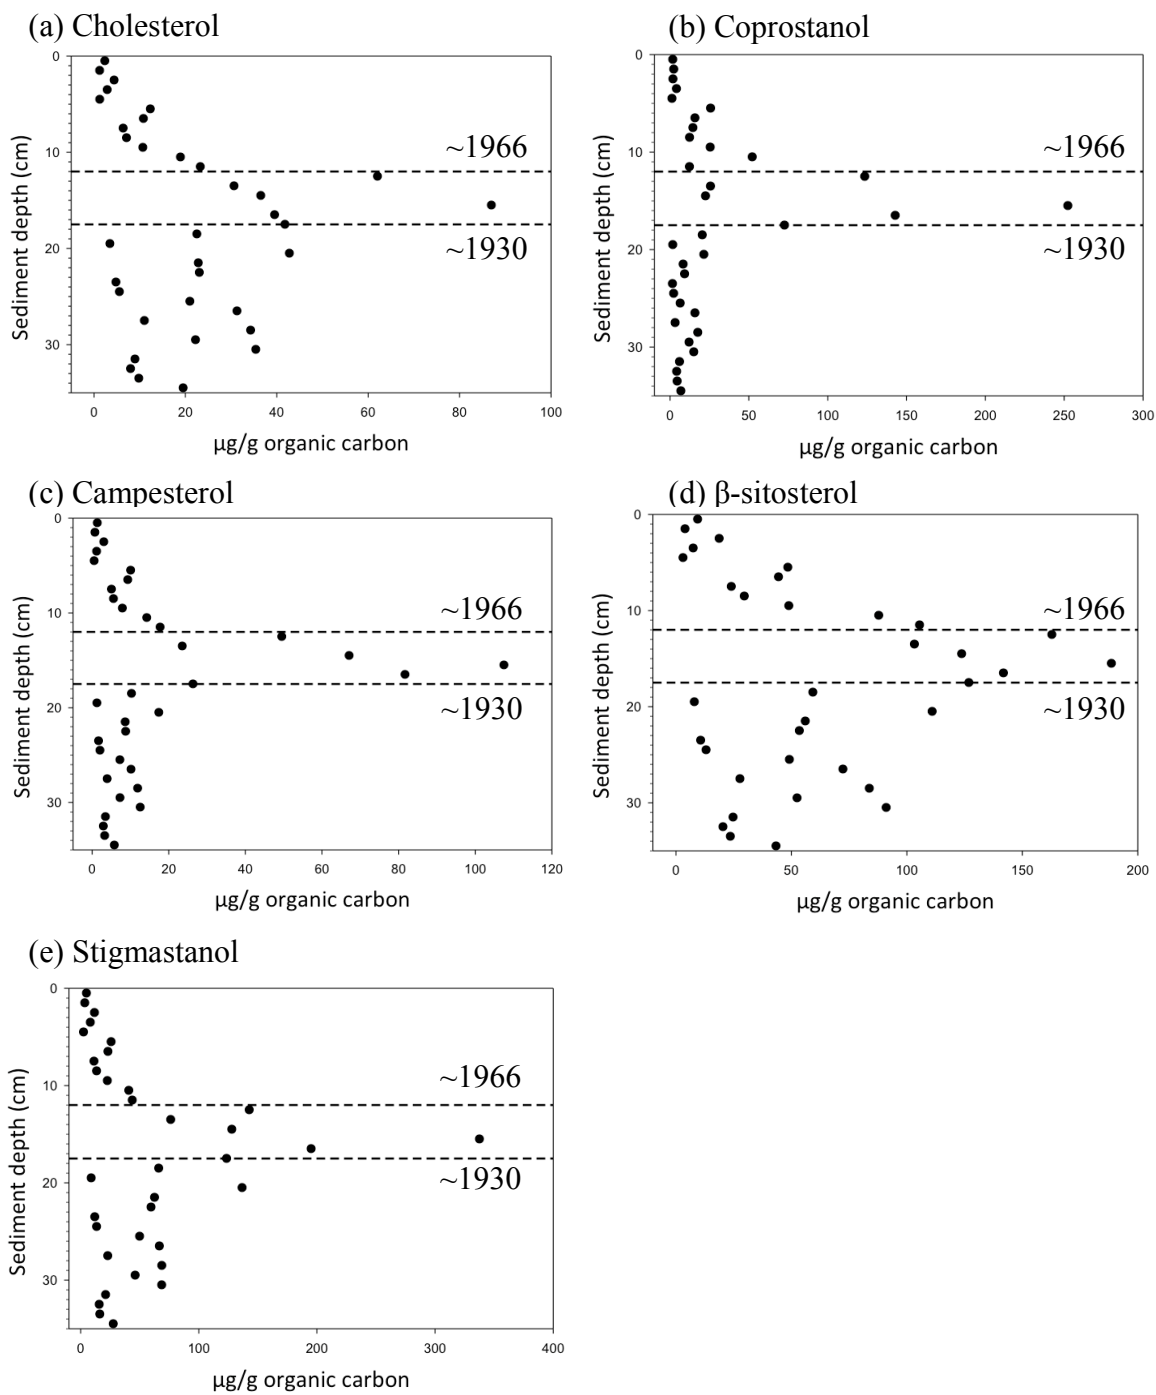 (a) Cholesterol
0
10
20
30
Sediment depth (cm)
~1966
~1930
0 20 40 60 80 100
μg/g organic carbon
(b) Coprostanol
0
10
20
30
Sediment depth (cm)
~1966
~1930
0 50 100 150 200 250 300
μg/g organic carbon
(c) Campesterol
0
10
20
30
Sediment depth (cm)
~1966
~1930
0 20 40 60 80 100 120
μg/g organic carbon
(d) β-sitosterol
0
10
20
30
Sediment depth (cm)
~1966
~1930
0 50 100 150 200
μg/g organic carbon
(e) Stigmastanol
0
10
20
30
Sediment depth (cm)
~1966
~1930
0 100 200 300 400
μg/g organic carbon